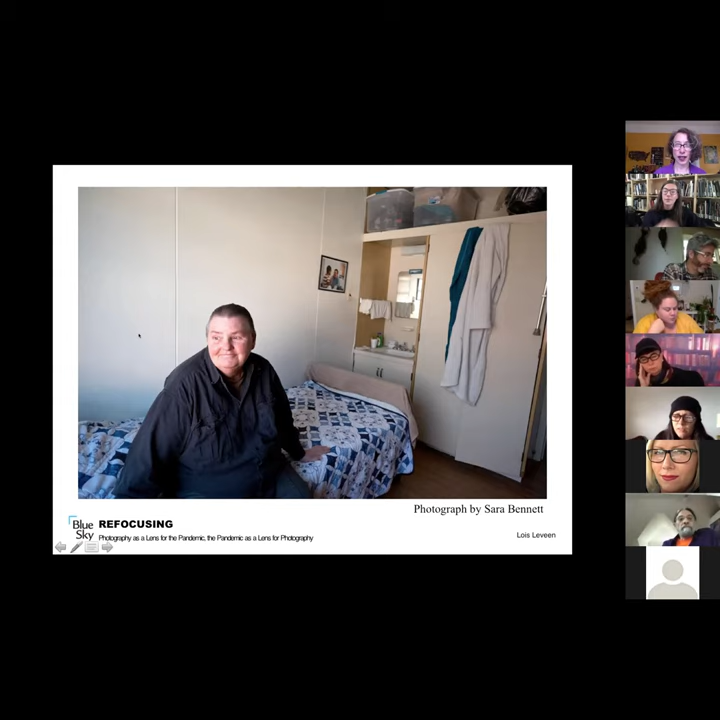 Photograph by Sara Bennett
Blue
Sky
REFOCUSING
Photography as a Lens for the Pandemic, the Pandemic as a Lens for Photography
Lois Leveen